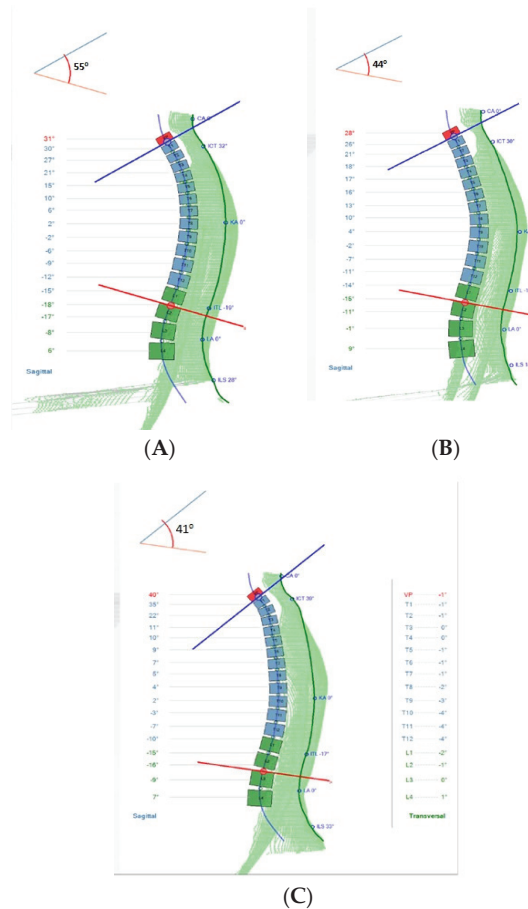 55°
CA 0°
31°
30°
ICT 32°
27°
21°
15°
10°
6°
2°
KA 0°
-2°
-6°
-9°
-12°
-15°
-18°
ITL -19°
-17°
-8°
LA 0°
6°
Sagittal
ILS 28°
(A)
44°
CA 0°
28°
26°
ICT 36°
21°
18°
17°
16°
13°
10°
4°
-2°
-7°
-11°
-14°
-15°
-12°
-1°
LA 0°
9°
Sagittal
(B)
41°
CA 0°
40°
VP -1°
ICT 39°
T1 -1°
22°
T2 -1°
11°
T3 0°
10°
T4 0°
9°
T5 -1°
7°
T6 -1°
5°
T7 -1°
4°
T8 -2°
2°
KA 0°
T9 -3°
-3°
T10 -4°
-7°
T11 -4°
-10°
T12 -4°
-15°
ITL -17°
L1 -2°
L2 -1°
-9°
L3 0°
7°
LA 0°
L4 1°
Sagittal
Transversal
ILS 33°
(C)